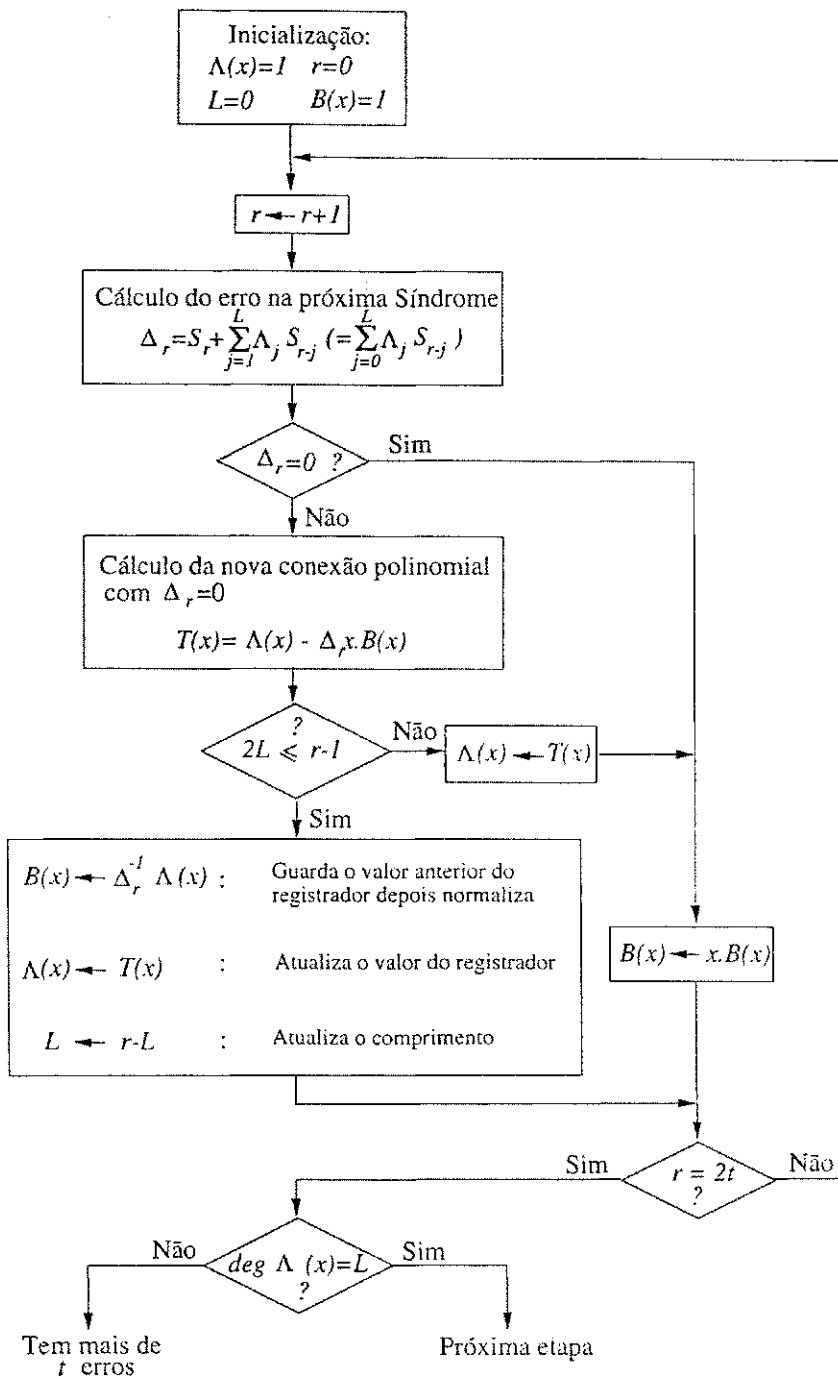 Inicialização:
Λ(x)=1 r=0
L=0 B(x)=1
r ← r+1
Cálculo do erro na próxima Síndrome
Δ_r=S_r+∑_{j=1}^{L}Λ_j S_{r-j} (=∑_{j=0}^{L}Λ_j S_{r-j})
Δ_r=0 ?
Sim
Não
Cálculo da nova conexão polinomial
com Δ_r=0
T(x)= Λ(x) - Δ_r x.B(x)
?
2L ≤ r-1
Não
Λ(x) ← T(x)
Sim
B(x) ← Δ_r^{-1} Λ(x) : Guarda o valor anterior do
registrador depois normaliza
Λ(x) ← T(x) : Atualiza o valor do registrador
L ← r-L : Atualiza o comprimento
B(x) ← x.B(x)
Sim
r = 2t
?
Não
Não
deg Λ (x)=L
?
Sim
Tem mais de
t erros
Próxima etapa